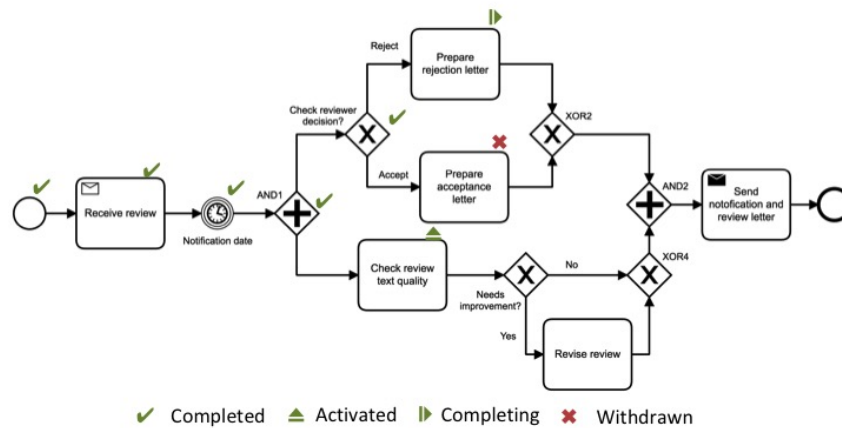 Reject
Prepare
rejection letter
Check reviewer
decision?
XOR2
Accept
Prepare
acceptance
letter
Receive review
Notification date
AND1
AND2
Send
notofication and
review letter
Check review
text quality
Needs
improvement?
No
XOR4
Yes
Revise review
Completed
Activated
Completing
Withdrawn